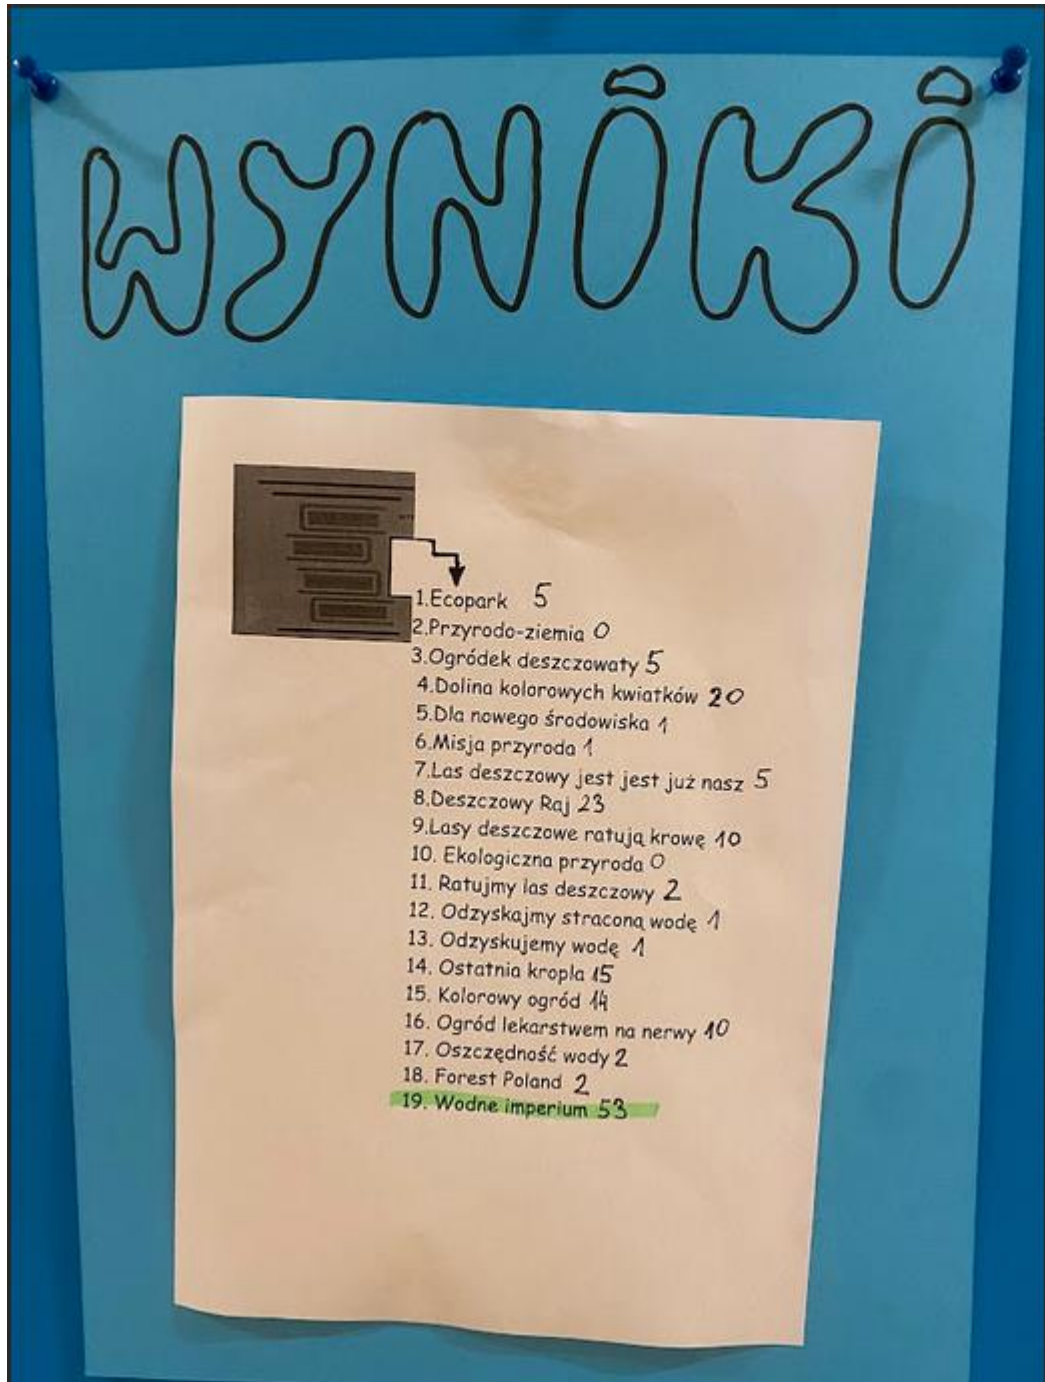 WYNIKI
1.Ecopark 5
2.Przyrodo-ziemia 0
3.Ogródek deszczowaty 5
4.Dolina kolorowych kwiatków 20
5.Dla nowego środowiska 1
6.Misja przyroda 1
7.Las deszczowy jest jest już nasz 5
8.Deszczowy Raj 23
9.Lasy deszczowe ratują krowę 10
10. Ekologiczna przyroda 0
11. Ratujmy las deszczowy 2
12. Odzyskajmy straconą wodę 1
13. Odzyskujemy wodę 1
14. Ostatnia kropla 15
15. Kolorowy ogród 14
16. Ogród lekarstwem na nerwy 10
17. Oszczędność wody 2
18. Forest Poland 2
19. Wodne imperium 53